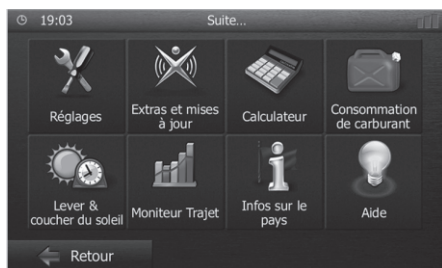 19:03 Suite...
Réglages
Extras et mises
à jour
Calculateur
Consommation
de carburant
Lever &
coucher du soleil
Moniteur Trajet
Infos sur le
pays
Aide
Retour